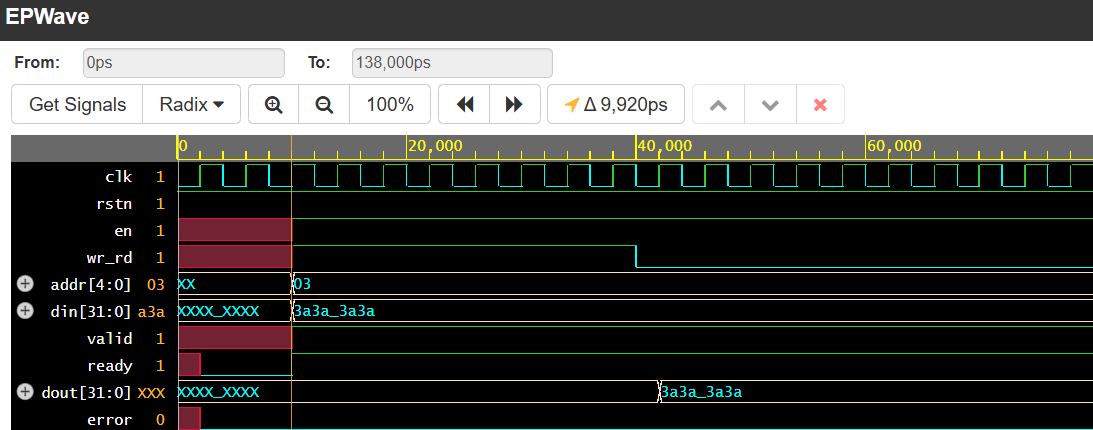 EPWave
From: 0ps To: 138,000ps
Get Signals Radix 100% Δ 9,920ps
0 20,000 40,000 60,000
clk 1
rstn 1
en 1
wr_rd 1
addr[4:0] 03 XX 03
din[31:0] a3a XXXX_XXXX 3a3a_3a3a
valid 1
ready 1
dout[31:0] XXX XXXX_XXXX 3a3a_3a3a
error 0